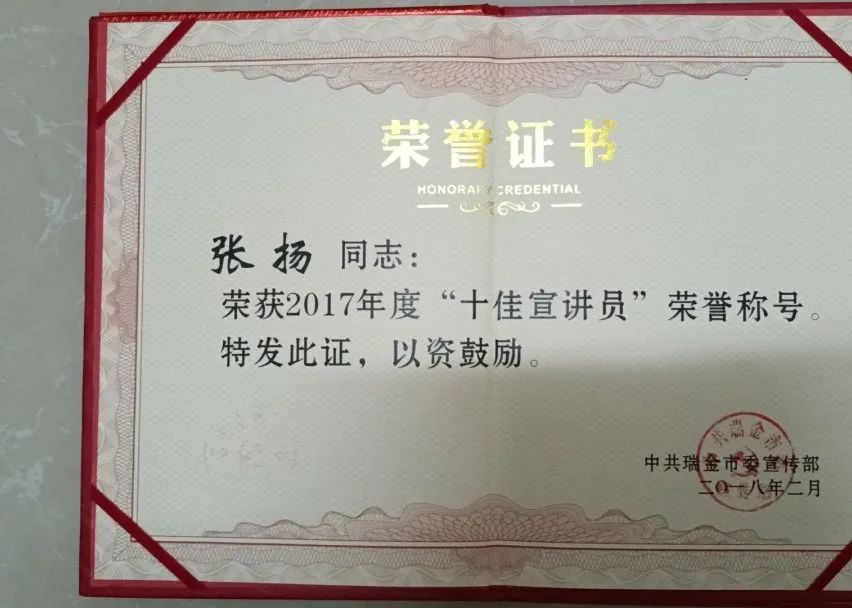 荣誉证书
HONORARY CREDENTIAL
张扬 同志：
荣获2017年度“十佳宣讲员”荣誉称号。
特发此证，以资鼓励。
中共瑞金市委宣传部
二〇一八年二月